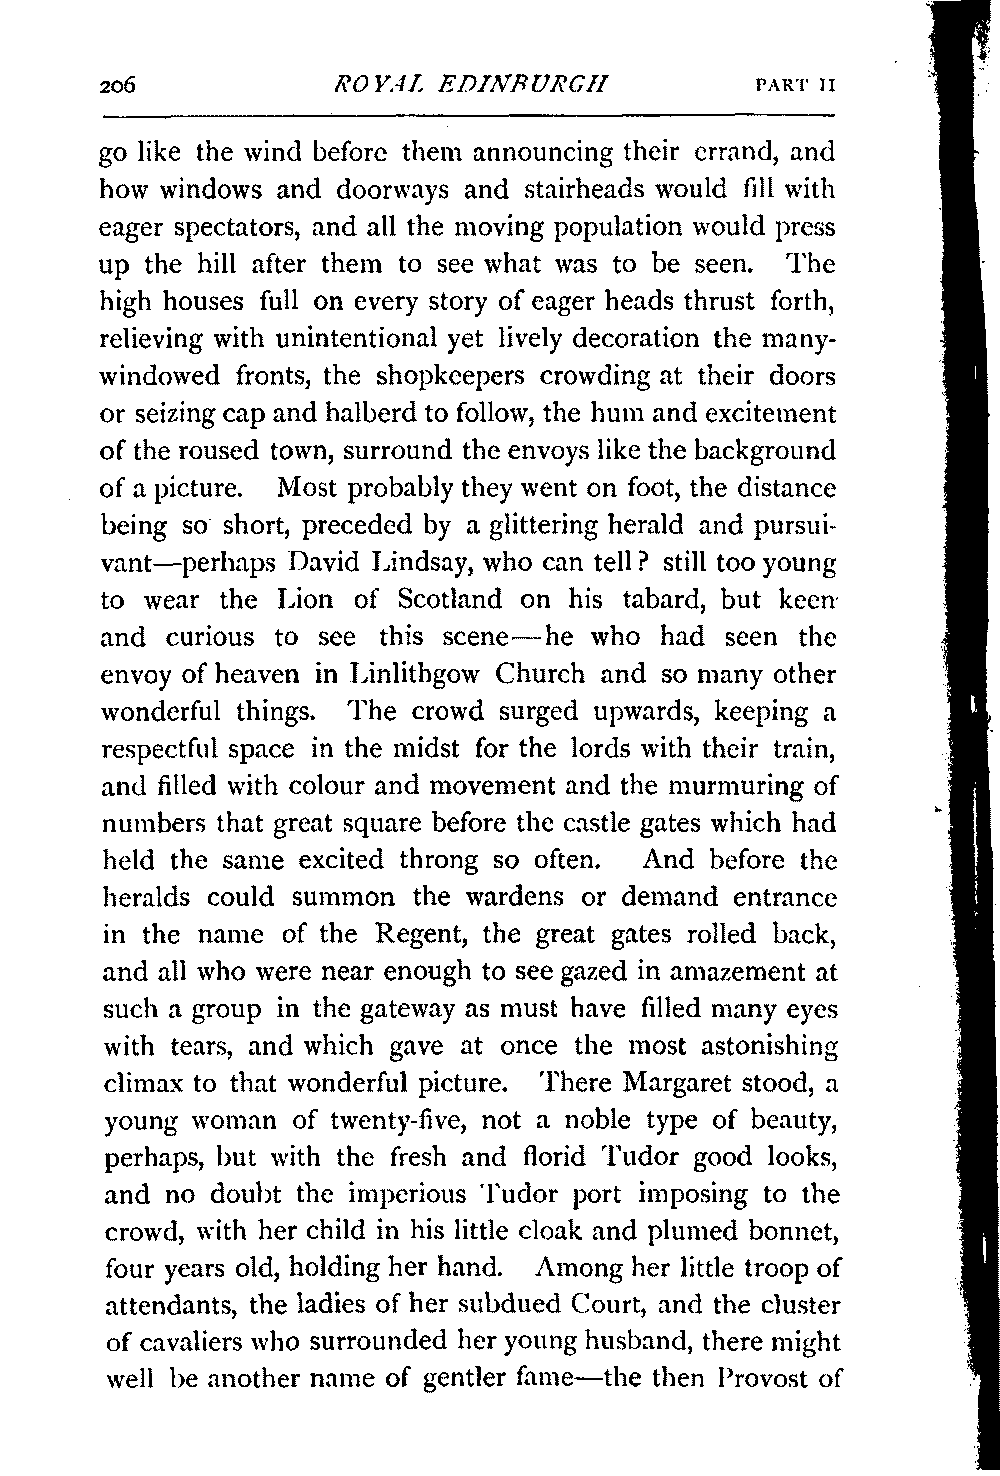 206 ROYAL EDINBURGH PART II
go like the wind before them announcing their errand, and
how windows and doorways and stairheads would fill with
eager spectators, and all the moving population would press
up the hill after them to see what was to be seen. The
high houses full on every story of eager heads thrust forth,
relieving with unintentional yet lively decoration the many-
windowed fronts, the shopkeepers crowding at their doors
or seizing cap and halberd to follow, the hum and excitement
of the roused town, surround the envoys like the background
of a picture. Most probably they went on foot, the distance
being so short, preceded by a glittering herald and pursui-
vant—perhaps David Lindsay, who can tell? still too young
to wear the Lion of Scotland on his tabard, but keen
and curious to see this scene—he who had seen the
envoy of heaven in Linlithgow Church and so many other
wonderful things. The crowd surged upwards, keeping a
respectful space in the midst for the lords with their train,
and filled with colour and movement and the murmuring of
numbers that great square before the castle gates which had
held the same excited throng so often. And before the
heralds could summon the wardens or demand entrance
in the name of the Regent, the great gates rolled back,
and all who were near enough to see gazed in amazement at
such a group in the gateway as must have filled many eyes
with tears, and which gave at once the most astonishing
climax to that wonderful picture. There Margaret stood, a
young woman of twenty-five, not a noble type of beauty,
perhaps, but with the fresh and florid Tudor good looks,
and no doubt the imperious Tudor port imposing to the
crowd, with her child in his little cloak and plumed bonnet,
four years old, holding her hand. Among her little troop of
attendants, the ladies of her subdued Court, and the cluster
of cavaliers who surrounded her young husband, there might
well be another name of gentler fame—the then Provost of